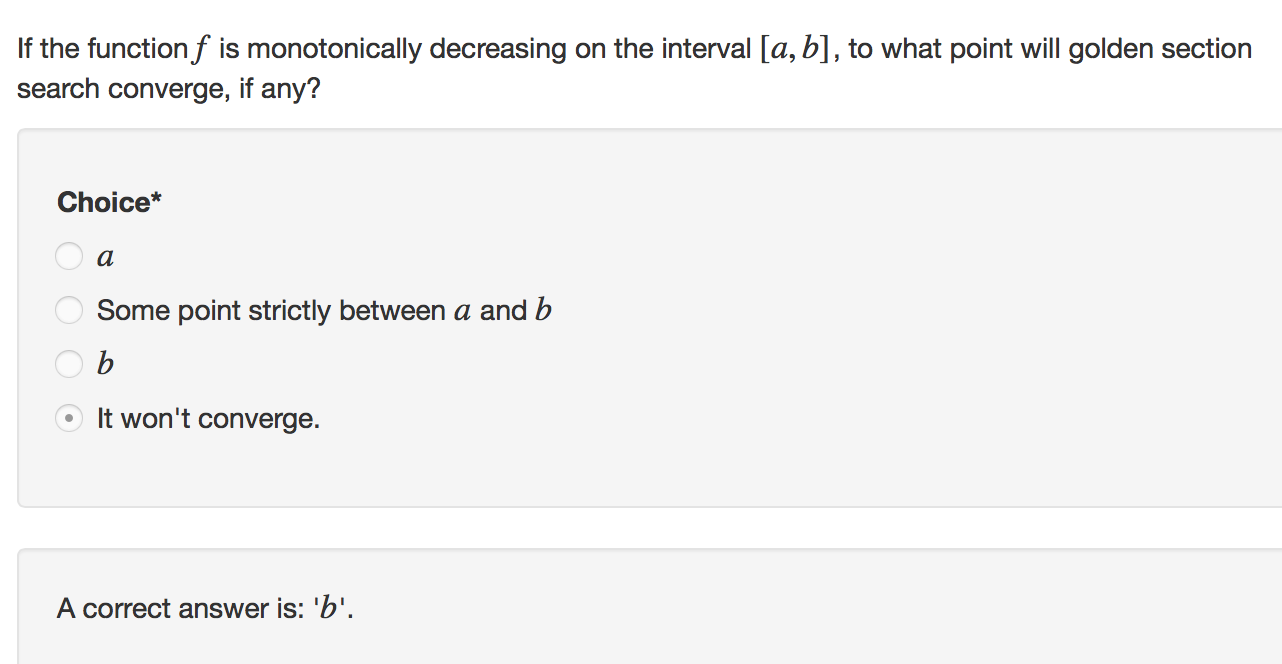 If the function f is monotonically decreasing on the interval [a, b], to what point will golden section
search converge, if any?
Choice*
a
Some point strictly between a and b
b
It won't converge.
A correct answer is: 'b'.